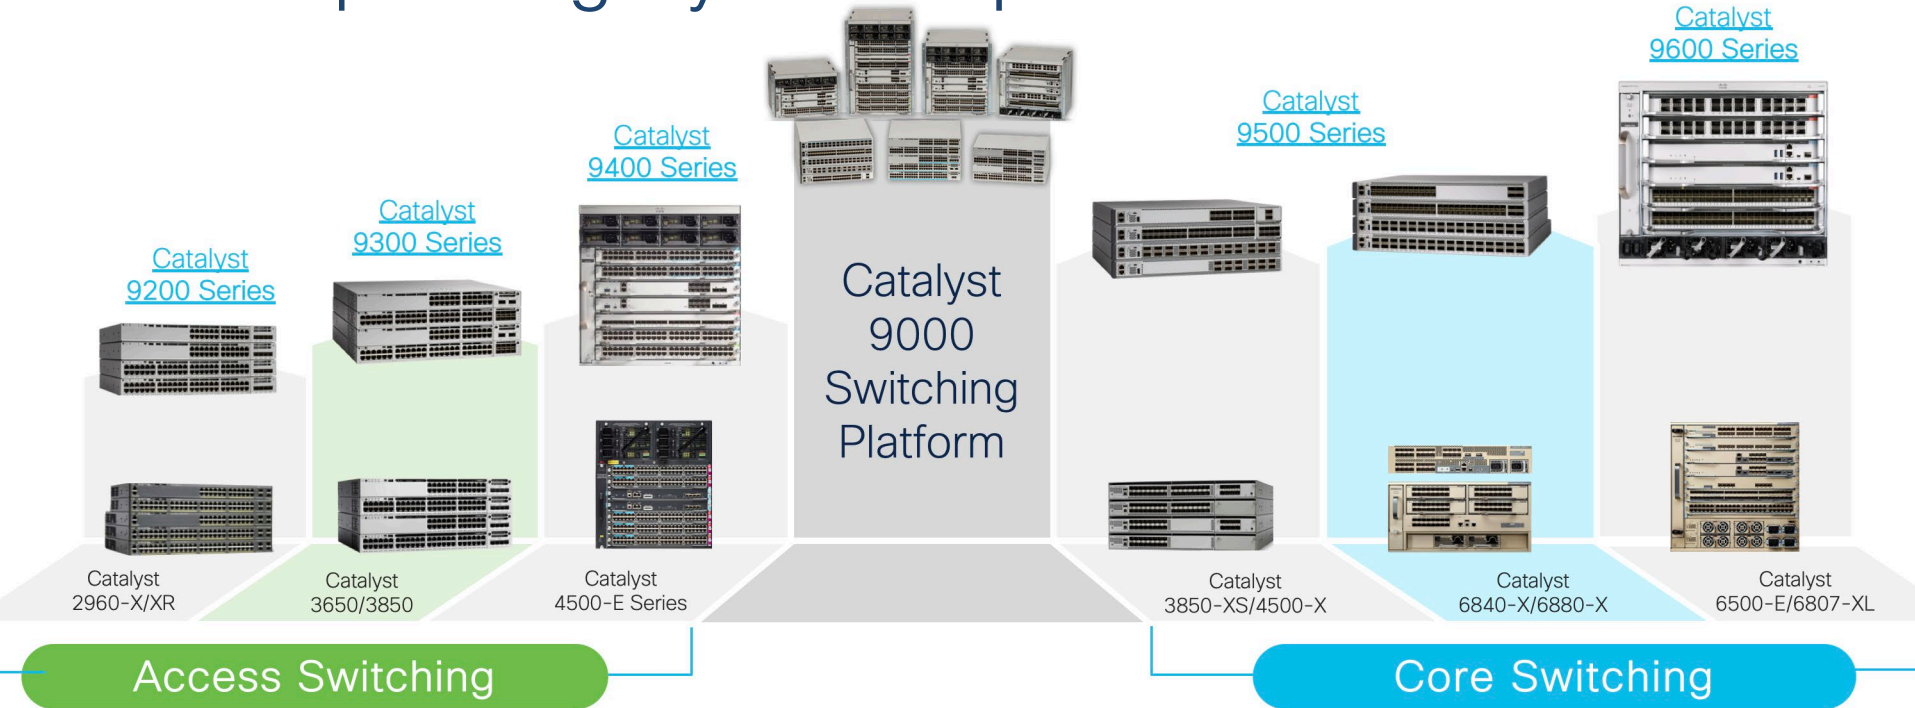 Catalyst
9200 Series
Catalyst
9300 Series
Catalyst
9400 Series
Catalyst
9000
Switching
Platform
Catalyst
9500 Series
Catalyst
9600 Series
Catalyst
2960-X/XR
Catalyst
3650/3850
Catalyst
4500-E Series
Catalyst
3850-XS/4500-X
Catalyst
6840-X/6880-X
Catalyst
6500-E/6807-XL
Access Switching
Core Switching